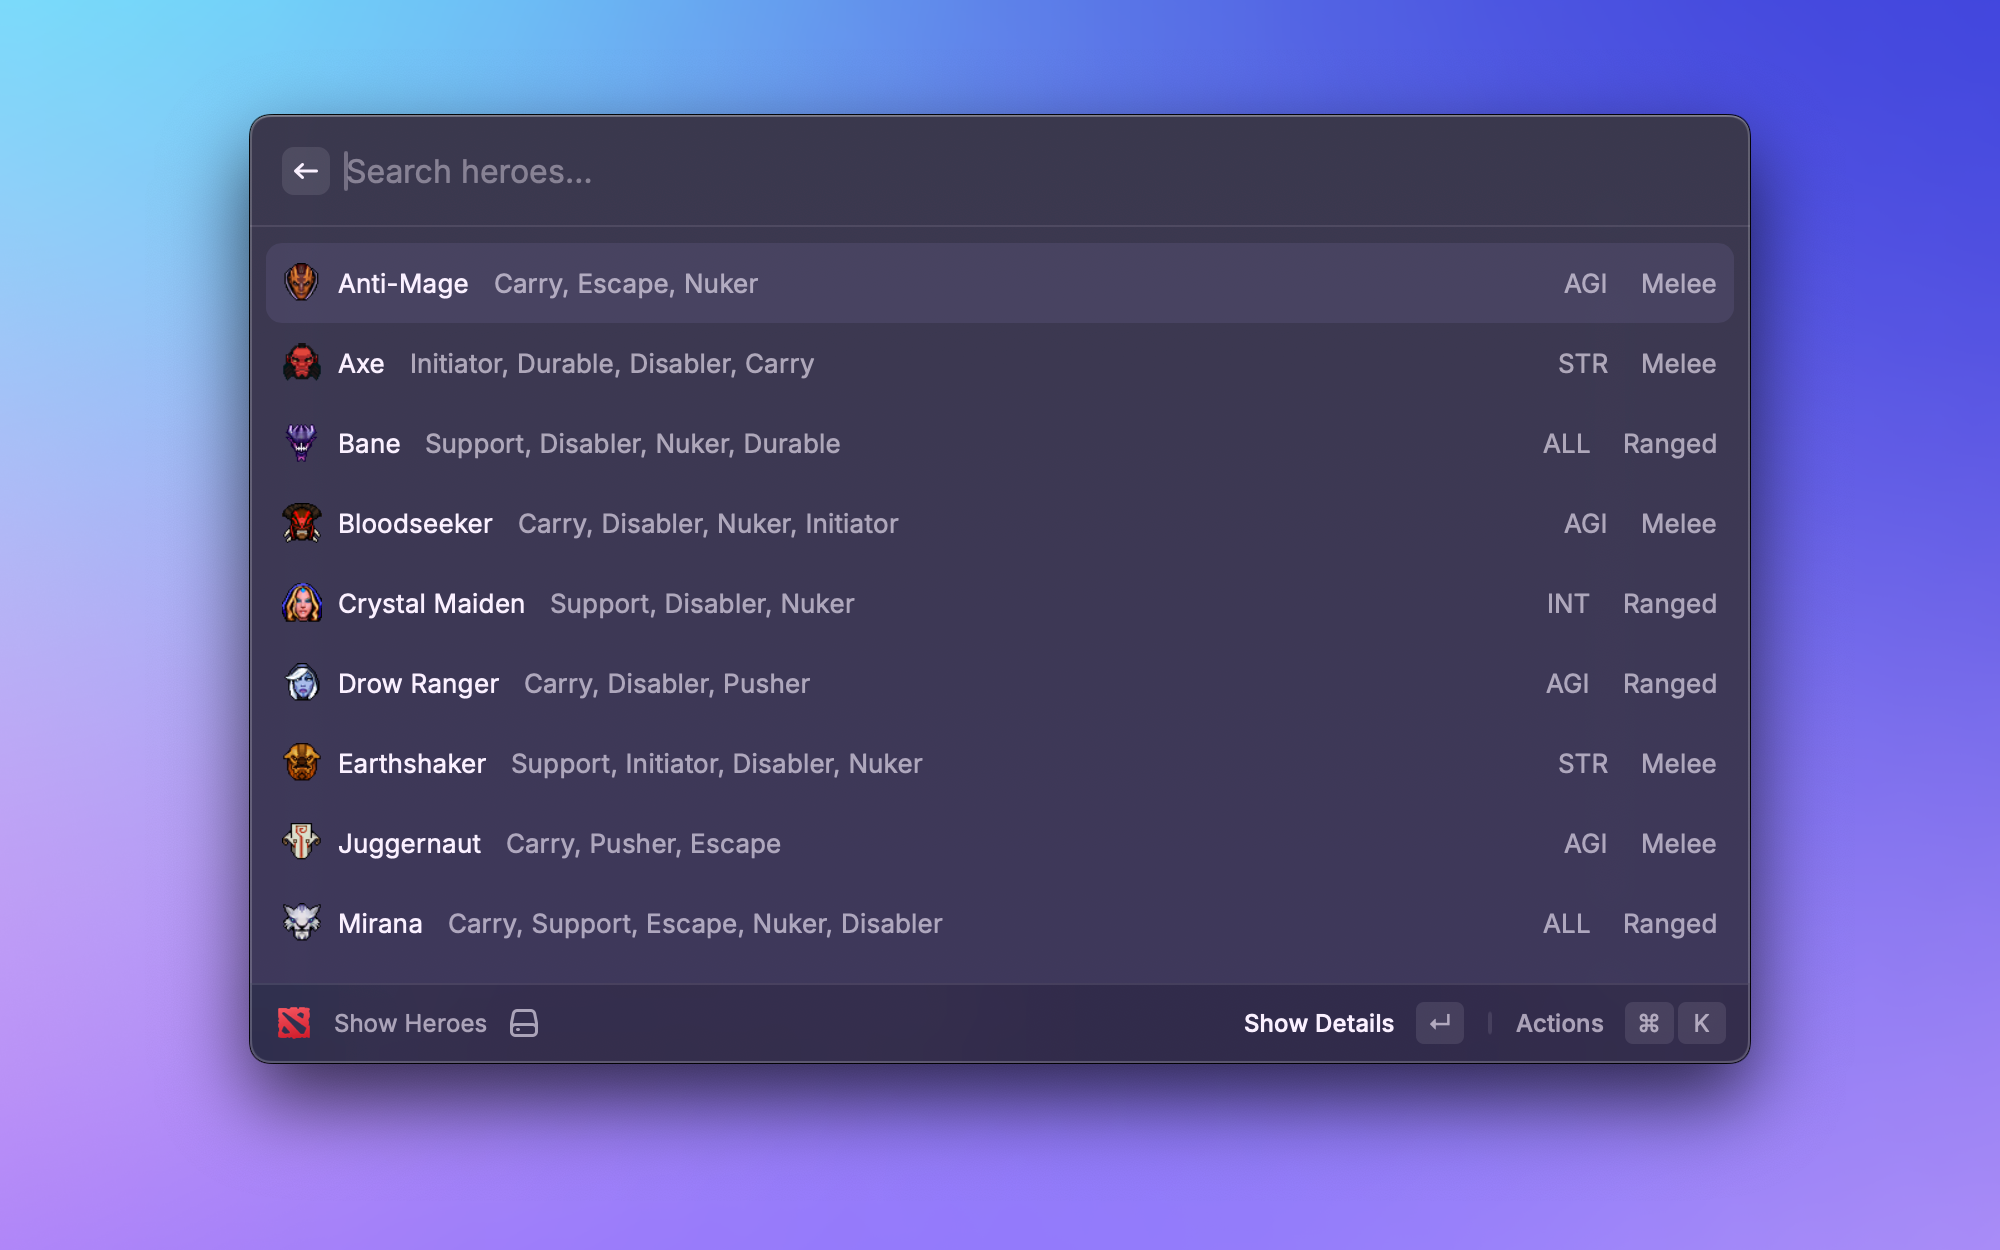 Search heroes...
Anti-Mage Carry, Escape, Nuker AGI Melee
Axe Initiator, Durable, Disabler, Carry STR Melee
Bane Support, Disabler, Nuker, Durable ALL Ranged
Bloodseeker Carry, Disabler, Nuker, Initiator AGI Melee
Crystal Maiden Support, Disabler, Nuker INT Ranged
Drow Ranger Carry, Disabler, Pusher AGI Ranged
Earthshaker Support, Initiator, Disabler, Nuker STR Melee
Juggernaut Carry, Pusher, Escape AGI Melee
Mirana Carry, Support, Escape, Nuker, Disabler ALL Ranged
Show Heroes Show Details ↵ Actions ⌘ K